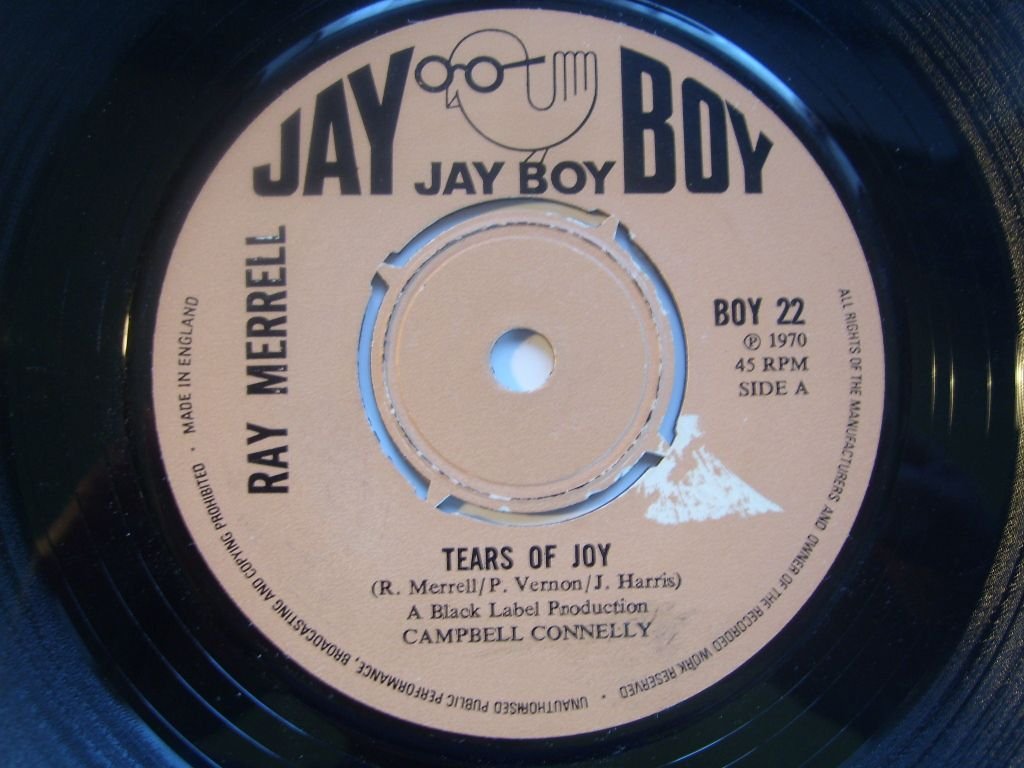 JAY BOY
JAY BOY
RAY MERRELL
BOY 22
℗ 1970
45 RPM
SIDE A
TEARS OF JOY
(R. Merrell/P. Vernon/J. Harris)
A Black Label Production
CAMPBELL CONNELLY
ALL RIGHTS OF THE MANUFACTURERS AND OWNER OF THE RECORDED WORK RESERVED · UNAUTHORISED PUBLIC PERFORMANCE, BROADCASTING AND COPYING PROHIBITED · MADE IN ENGLAND